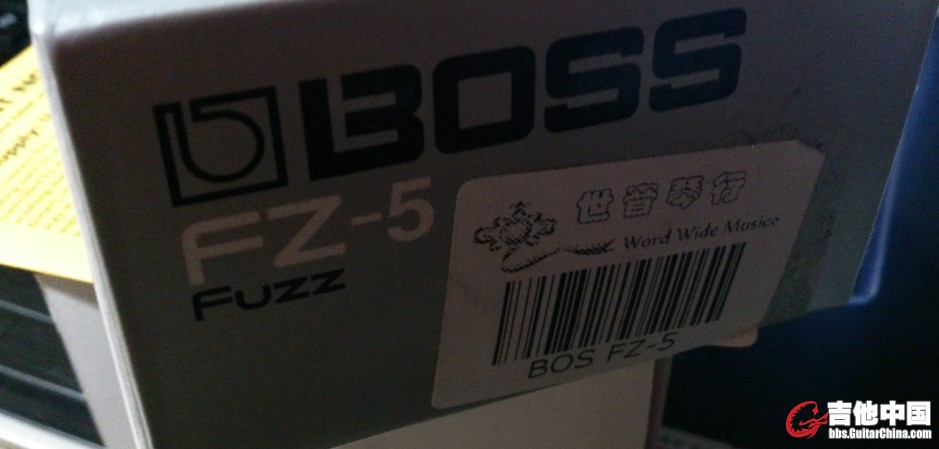 BOSS
FZ-5
Fuzz
世音琴行
Word Wide Musicc
BOS FZ-5
吉他中国
bbs.GuitarChina.com